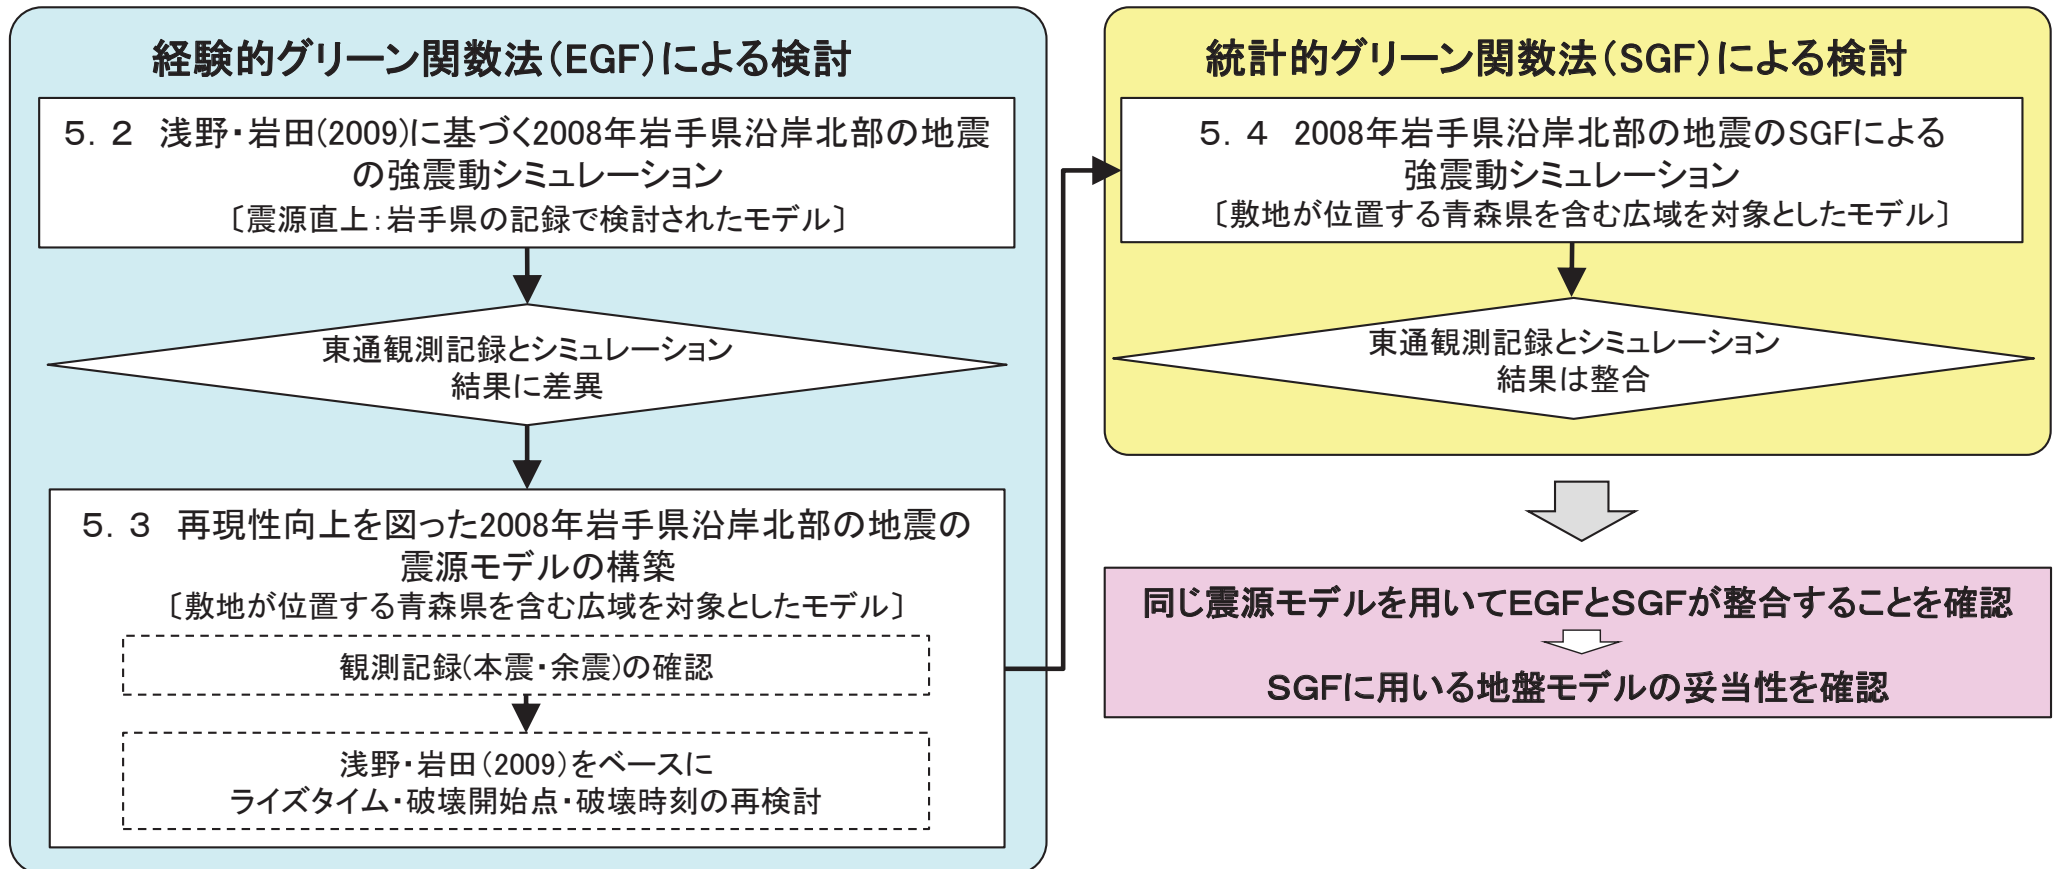 経験的グリーン関数法(EGF)による検討
5．2　浅野・岩田(2009)に基づく2008年岩手県沿岸北部の地震
の強震動シミュレーション
〔震源直上：岩手県の記録で検討されたモデル〕
東通観測記録とシミュレーション
結果に差異
5．3　再現性向上を図った2008年岩手県沿岸北部の地震の
震源モデルの構築
〔敷地が位置する青森県を含む広域を対象としたモデル〕
観測記録(本震・余震)の確認
浅野・岩田(2009)をベースに
ライズタイム・破壊開始点・破壊時刻の再検討
統計的グリーン関数法(SGF)による検討
5．4　2008年岩手県沿岸北部の地震のSGFによる
強震動シミュレーション
〔敷地が位置する青森県を含む広域を対象としたモデル〕
東通観測記録とシミュレーション
結果は整合
同じ震源モデルを用いてEGFとSGFが整合することを確認
SGFに用いる地盤モデルの妥当性を確認